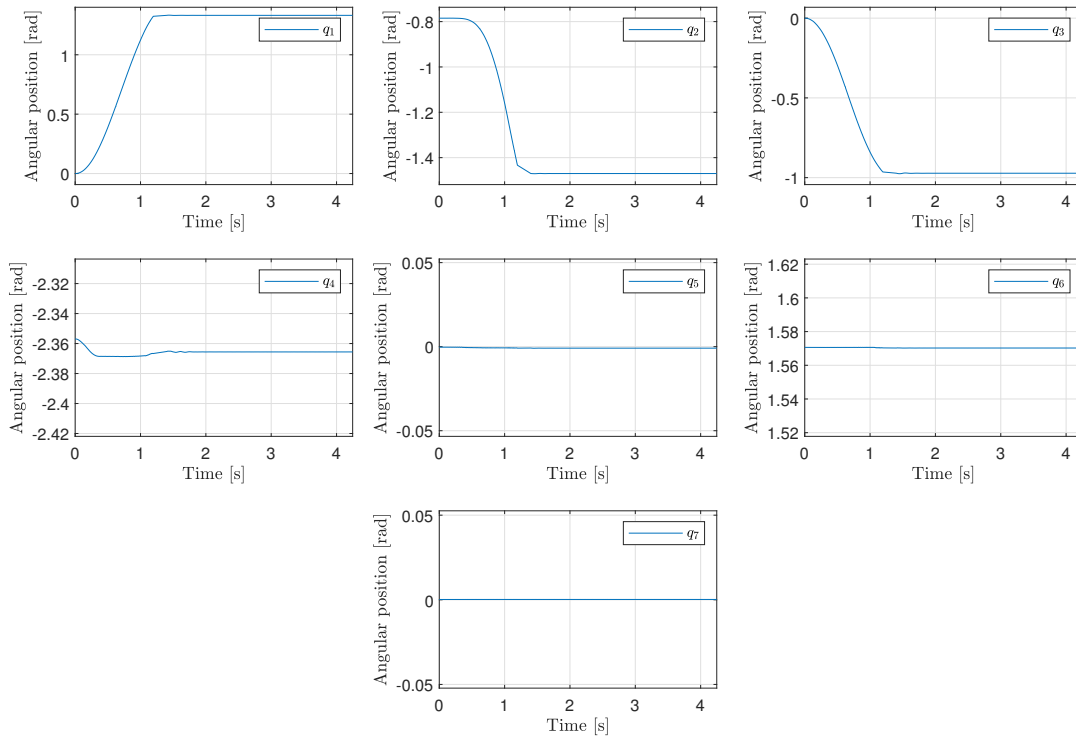 Angular position [rad]
1
0.5
0
q₁
0 1 2 3 4
Time [s]
Angular position [rad]
-0.8
-1
-1.2
-1.4
q₂
0 1 2 3 4
Time [s]
Angular position [rad]
0
-0.5
-1
q₃
0 1 2 3 4
Time [s]
Angular position [rad]
-2.32
-2.34
-2.36
-2.38
-2.4
-2.42
q₄
0 1 2 3 4
Time [s]
Angular position [rad]
0.05
0
-0.05
q₅
0 1 2 3 4
Time [s]
Angular position [rad]
1.62
1.6
1.58
1.56
1.54
1.52
q₆
0 1 2 3 4
Time [s]
Angular position [rad]
0.05
0
-0.05
q₇
0 1 2 3 4
Time [s]